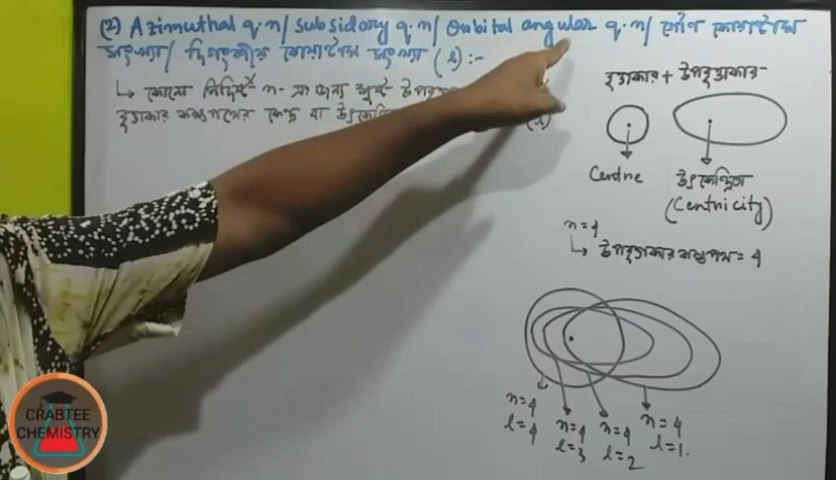 (2) Azimuthal q.n/ subsidary q.n/ Orbital angular q.n/ গৌণ কোয়ান্টাম
সংখ্যা/ দিগংশীয় কোয়ান্টাম সংখ্যা (l) :-
↳ কোনো নির্দিষ্ট n- এর জন্য
বৃত্তাকার কক্ষপথের কেন্দ্র বা
(l)
বৃত্তাকার + উপবৃত্তাকার
Centre
উৎকেন্দ্রিতা
(Centricity)
n=4
↳ উপবৃত্তাকার কক্ষপথ = 4
n=4
l=4
n=4
l=3
n=4
l=2
n=4
l=1.
CRABTEE
CHEMISTRY